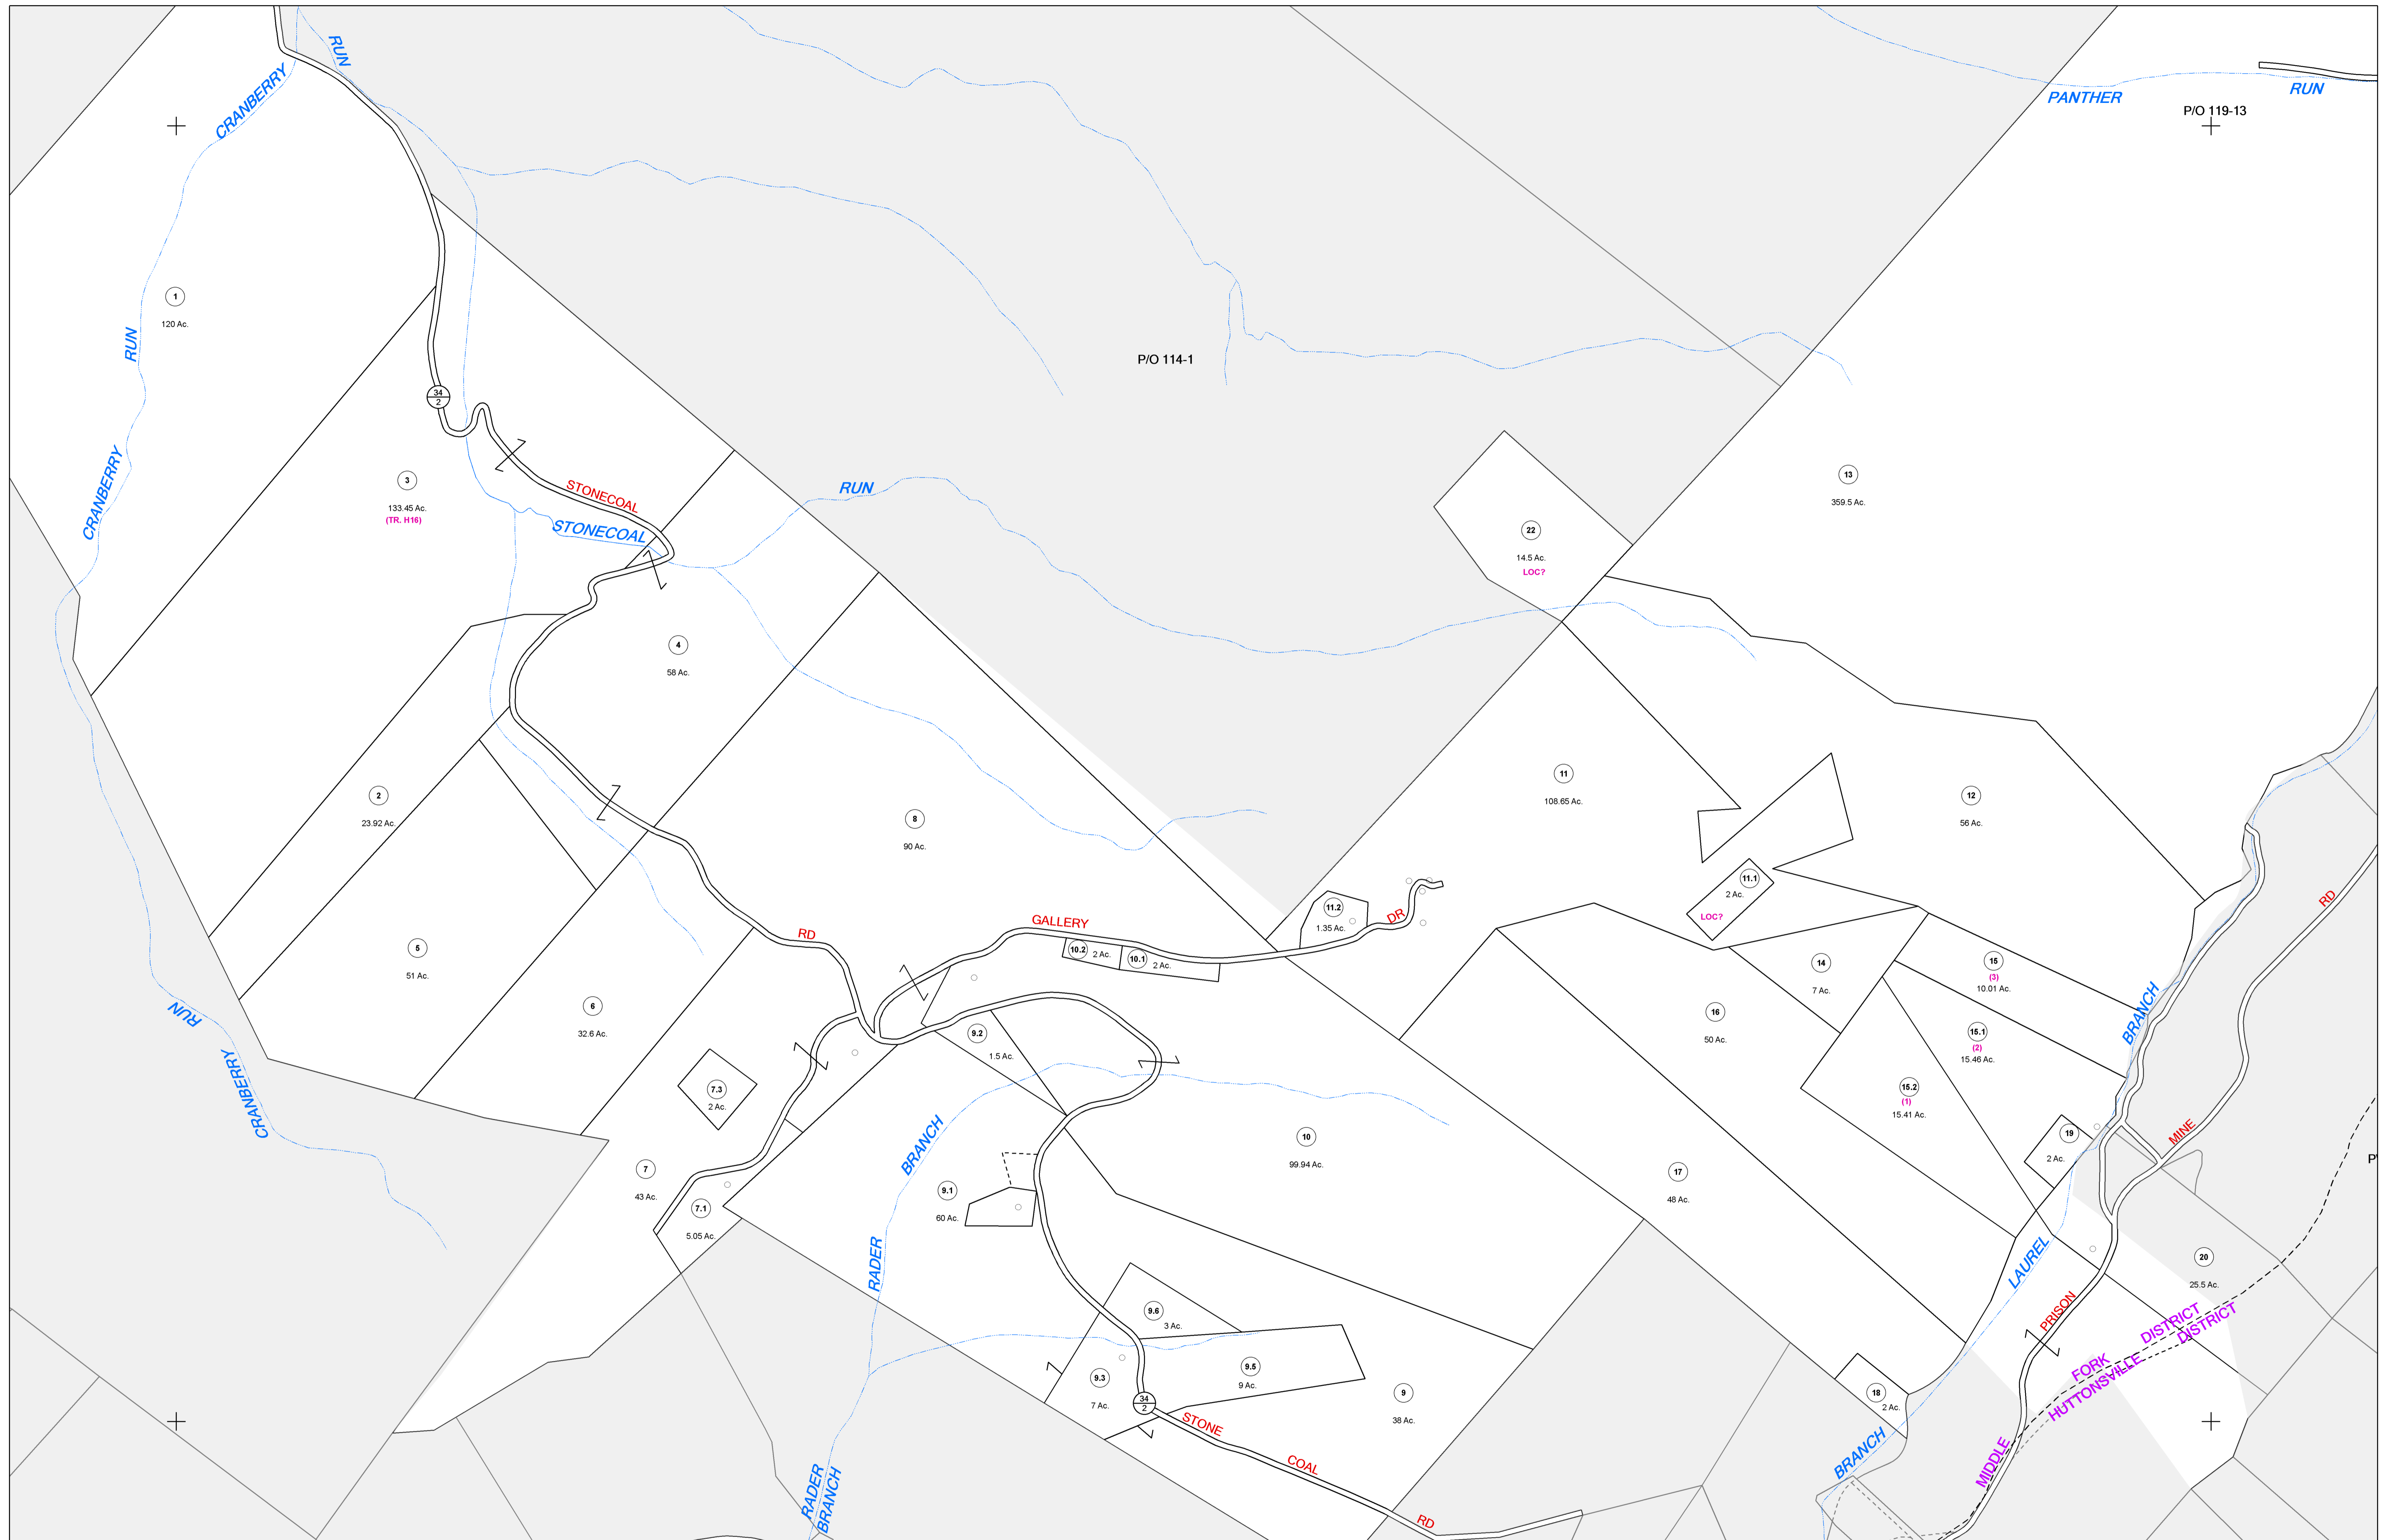 RUN
CRANBERRY
PANTHER
RUN
P/O 119-13
1
120 Ac.
RUN
P/O 114-1
34
2
CRANBERRY
3
133.45 Ac.
(TR. H16)
STONECOAL
STONECOAL
RUN
13
359.5 Ac.
22
14.5 Ac.
LOC?
4
58 Ac.
2
23.92 Ac.
8
90 Ac.
11
108.65 Ac.
12
56 Ac.
11.1
2 Ac.
LOC?
11.2
1.35 Ac.
DR
RD
GALLERY
RD
10.2
2 Ac.
10.1
2 Ac.
5
51 Ac.
14
7 Ac.
15
(3)
10.01 Ac.
6
32.6 Ac.
RUN
CRANBERRY
9.2
1.5 Ac.
16
50 Ac.
15.1
(2)
15.46 Ac.
BRANCH
7.3
2 Ac.
15.2
(1)
15.41 Ac.
BRANCH
10
99.94 Ac.
19
2 Ac.
MINE
P
7
43 Ac.
7.1
5.05 Ac.
9.1
60 Ac.
17
48 Ac.
RADER
LAUREL
20
25.5 Ac.
9.6
3 Ac.
PRISON
DISTRICT
DISTRICT
9.3
7 Ac.
9.5
9 Ac.
FORK
HUTTONSVILLE
34
2
9
38 Ac.
18
2 Ac.
STONE
COAL
RD
BRANCH
MIDDLE
RADER
BRANCH